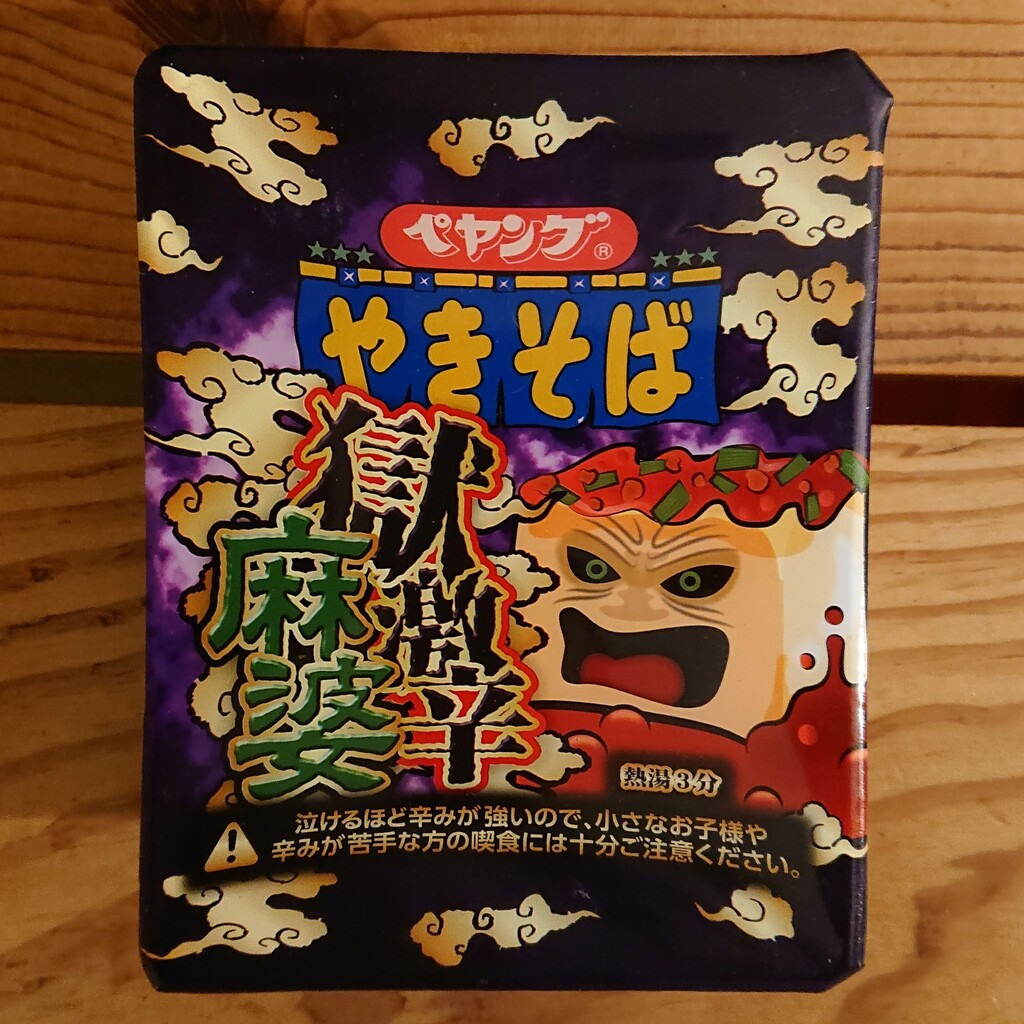 ペヤング®
やきそば
獄激辛
麻婆
熱湯3分
泣けるほど辛みが強いので、小さなお子様や
辛みが苦手な方の喫食には十分ご注意ください。